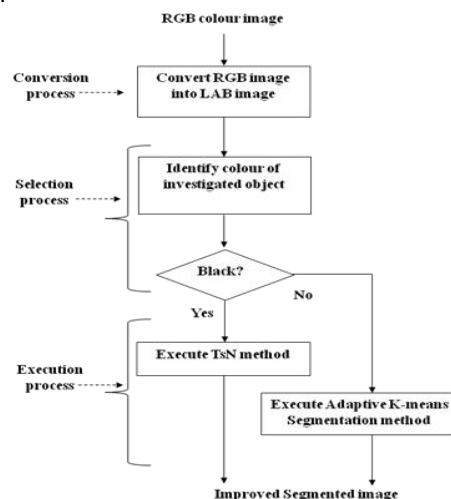 RGB colour image
Conversion
process
Convert RGB image
into LAB image
Selection
process
Identify colour of
investigated object
Black?
No
Yes
Execution
process
Execute TsN method
Execute Adaptive K-means
Segmentation method
Improved Segmented image